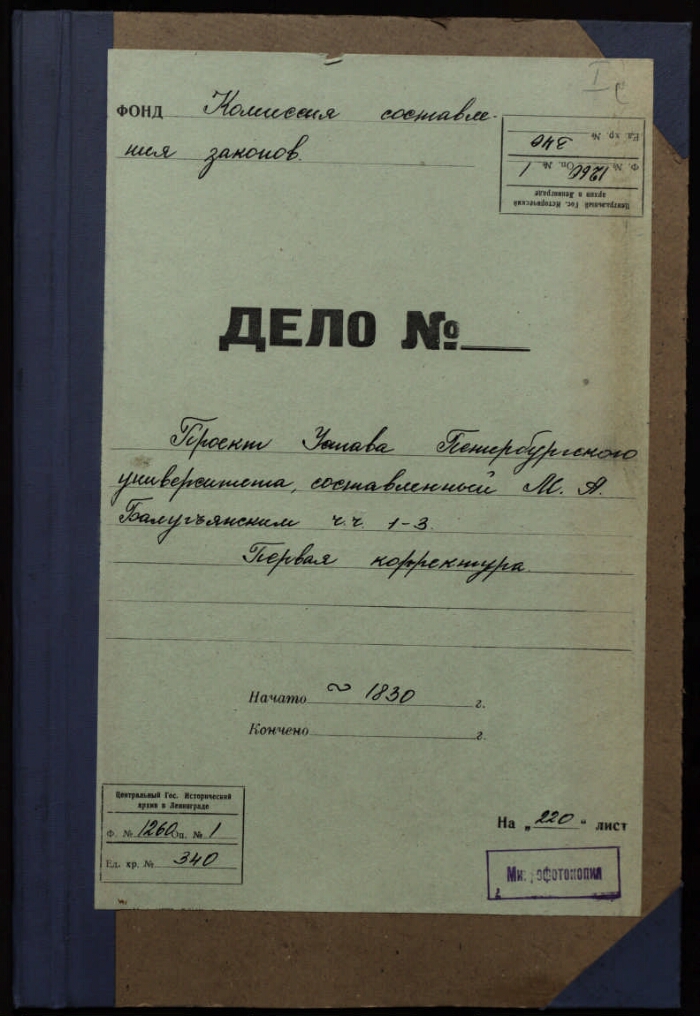 I
ФОНД Комиссия составле-
ния законов.
Центральный Гос. Исторический
архив в Ленинграде
Ф. № 1260 Оп. № 1
Ед. хр. № 340
ДЕЛО №
Проект Устава Петербургского
университета, составленный М. А.
Балугьянским ч.ч. 1-3.
Первая корректура.
Начато ~ 1830 г.
Кончено г.
Центральный Гос. Исторической
архив в Ленинграде
Ф. № 1260 Оп. № 1
Ед. хр. № 340
На „220“ лист
Микрофотокопия